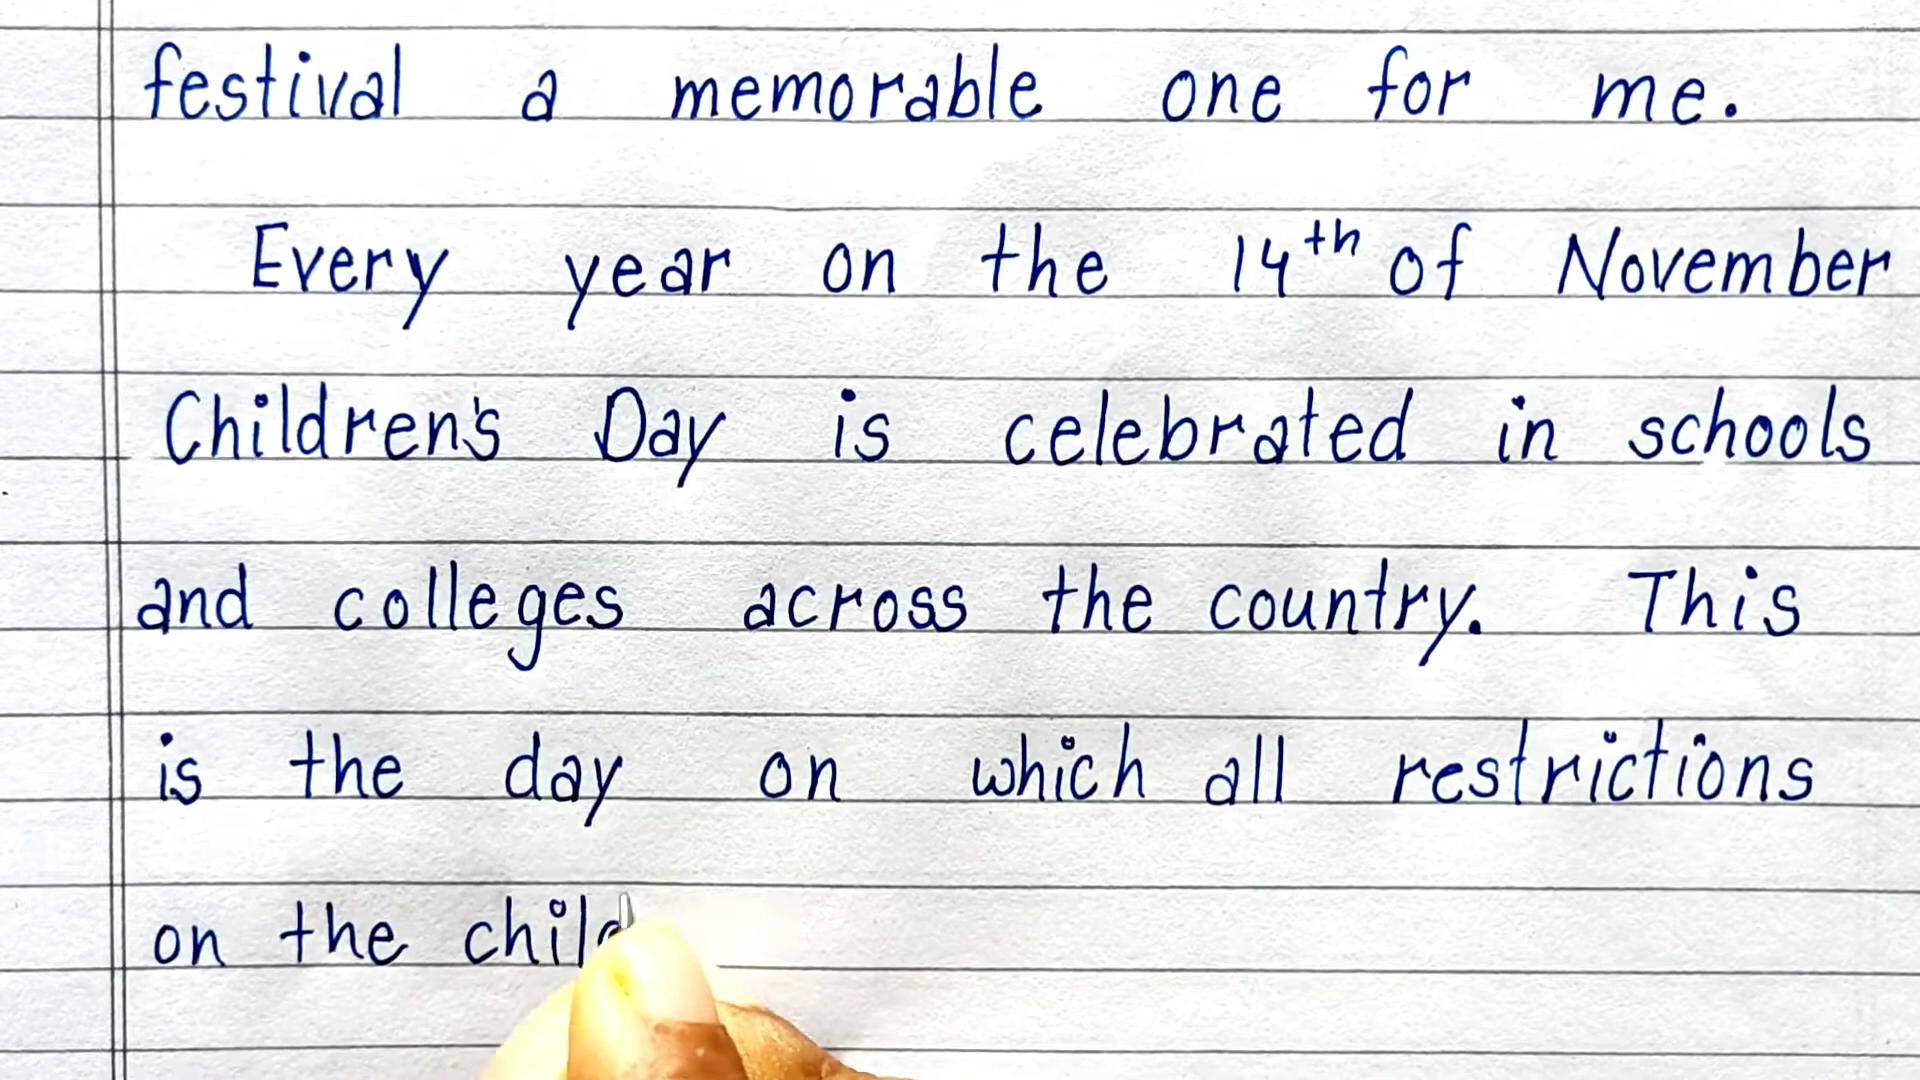 festival a memorable one for me.
Every year on the 14th of November
Children's Day is celebrated in schools
and colleges across the country. This
is the day on which all restrictions
on the child